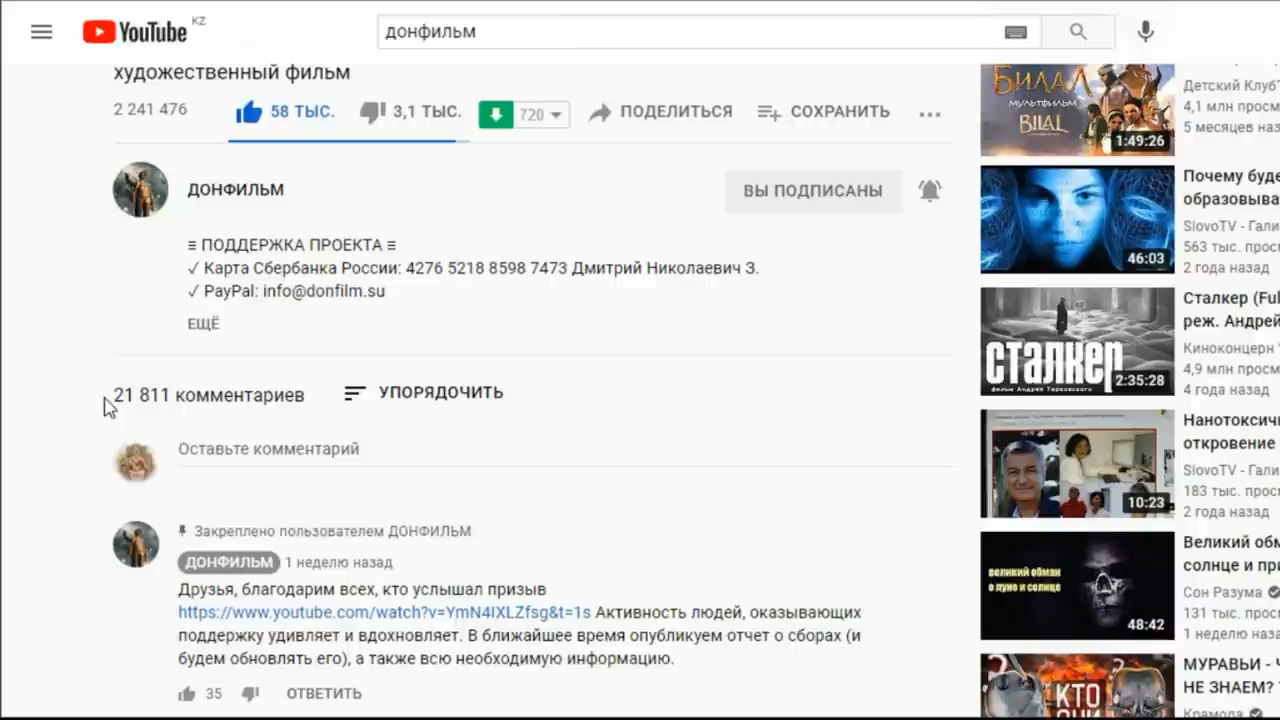 YouTube KZ
донфильм
художественный фильм
2 241 476
58 ТЫС.
3,1 ТЫС.
720
ПОДЕЛИТЬСЯ
СОХРАНИТЬ
ДОНФИЛЬМ
ВЫ ПОДПИСАНЫ
≡ ПОДДЕРЖКА ПРОЕКТА ≡
✓ Карта Сбербанка России: 4276 5218 8598 7473 Дмитрий Николаевич З.
✓ PayPal: info@donfilm.su
ЕЩЁ
21 811 комментариев
УПОРЯДОЧИТЬ
Оставьте комментарий
Закреплено пользователем ДОНФИЛЬМ
ДОНФИЛЬМ 1 неделю назад
Друзья, благодарим всех, кто услышал призыв
https://www.youtube.com/watch?v=YmN4IXLZfsg&t=1s Активность людей, оказывающих
поддержку удивляет и вдохновляет. В ближайшее время опубликуем отчет о сборах (и
будем обновлять его), а также всю необходимую информацию.
35
ОТВЕТИТЬ
БИЛАЛ
мультфильм
BILAL
1:49:26
Детский Клуб
4,1 млн просм
5 месяцев наз
46:03
Почему буде
образовыва
SlovoTV - Гали
563 тыс. прос
2 года назад
сталкер
фильм Андрея Тарковского
2:35:28
Сталкер (Ful
реж. Андрей
Киноконцерн
4,9 млн просм
4 года назад
10:23
Нанотоксич
откровение
SlovoTV - Гали
183 тыс. прос
2 года назад
великий обман
о луне и солнце
48:42
Великий обм
солнце и при
Сон Разума
131 тыс. прос
1 неделю наза
КТО
ОНИ
МУРАВЬИ - Ч
НЕ ЗНАЕМ?
Крамола